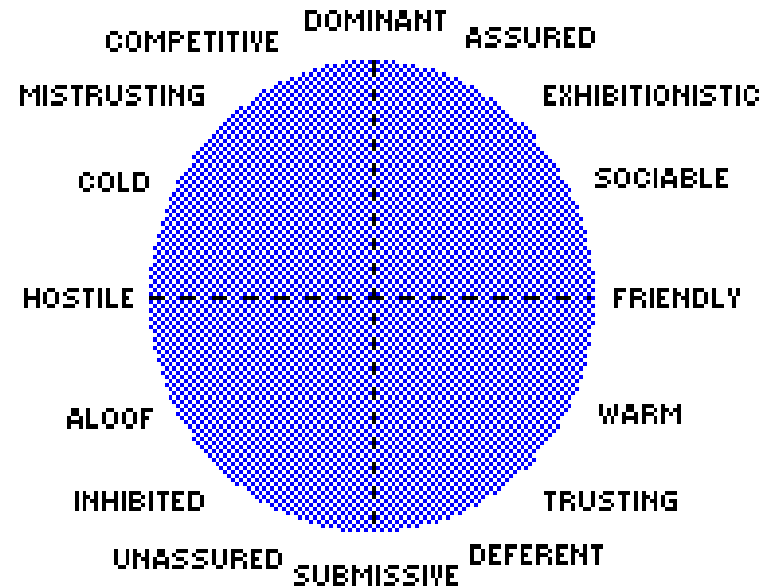 DOMINANT
COMPETITIVE
ASSURED
MISTRUSTING
EXHIBITIONISTIC
COLD
SOCIABLE
HOSTILE
FRIENDLY
ALOOF
WARM
INHIBITED
TRUSTING
UNASSURED
DEFERENT
SUBMISSIVE